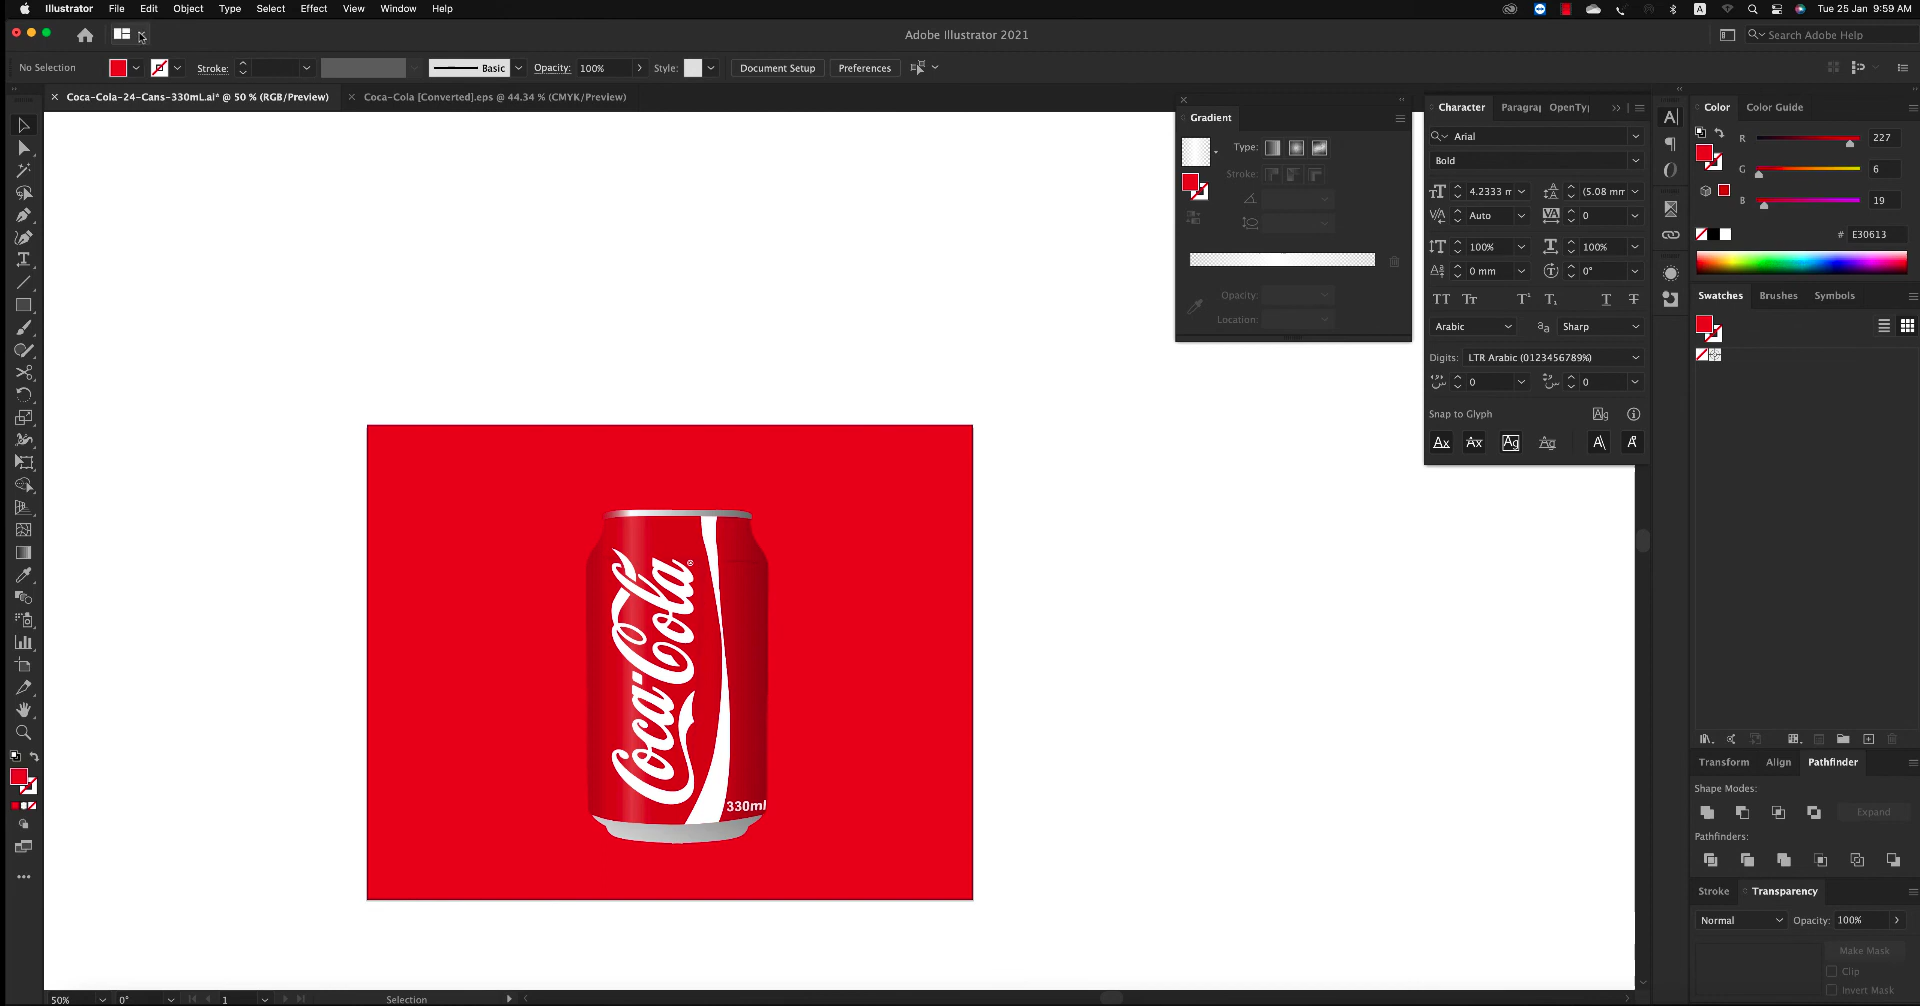 Illustrator File Edit Object Type Select Effect View Window Help
A Tue 25 Jan 9:59 AM
Adobe Illustrator 2021
Search Adobe Help
No Selection Stroke: Basic Opacity: 100% Style: Document Setup Preferences
Coca-Cola-24-Cans-330mL.ai* @ 50 % (RGB/Preview)
Coca-Cola [Converted].eps @ 44.34 % (CMYK/Preview)
Gradient
Type:
Stroke:
Opacity:
Location:
Character Paragraph OpenTy
Arial
Bold
4.2333 m (5.08 mm
Auto 0
100% 100%
0 mm 0°
Arabic Sharp
Digits: LTR Arabic (0123456789%)
0 0
Snap to Glyph
Color Color Guide
R 227
G 6
B 19
# E30613
Swatches Brushes Symbols
Transform Align Pathfinder
Shape Modes:
Expand
Pathfinders:
Stroke Transparency
Normal Opacity: 100%
Make Mask
Clip
Invert Mask
Coca-Cola®
330ml
50% 0° 1 Selection